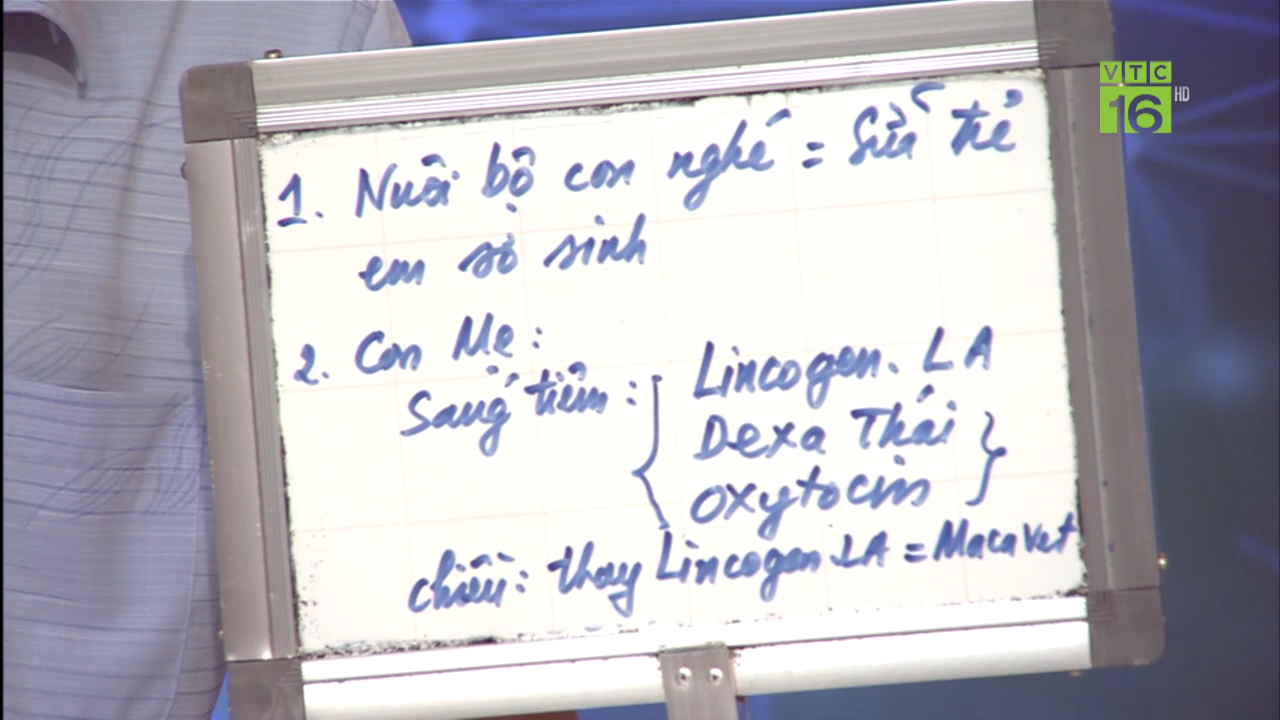 VTC
16 HD
1. Nuôi bộ con nghé = Sữa trẻ
em sơ sinh
2. Con Mẹ:
Sáng tiêm: Lincogen. LA
Dexa Thái
oxytocin
chiều: thay Lincogen LA = Macavet